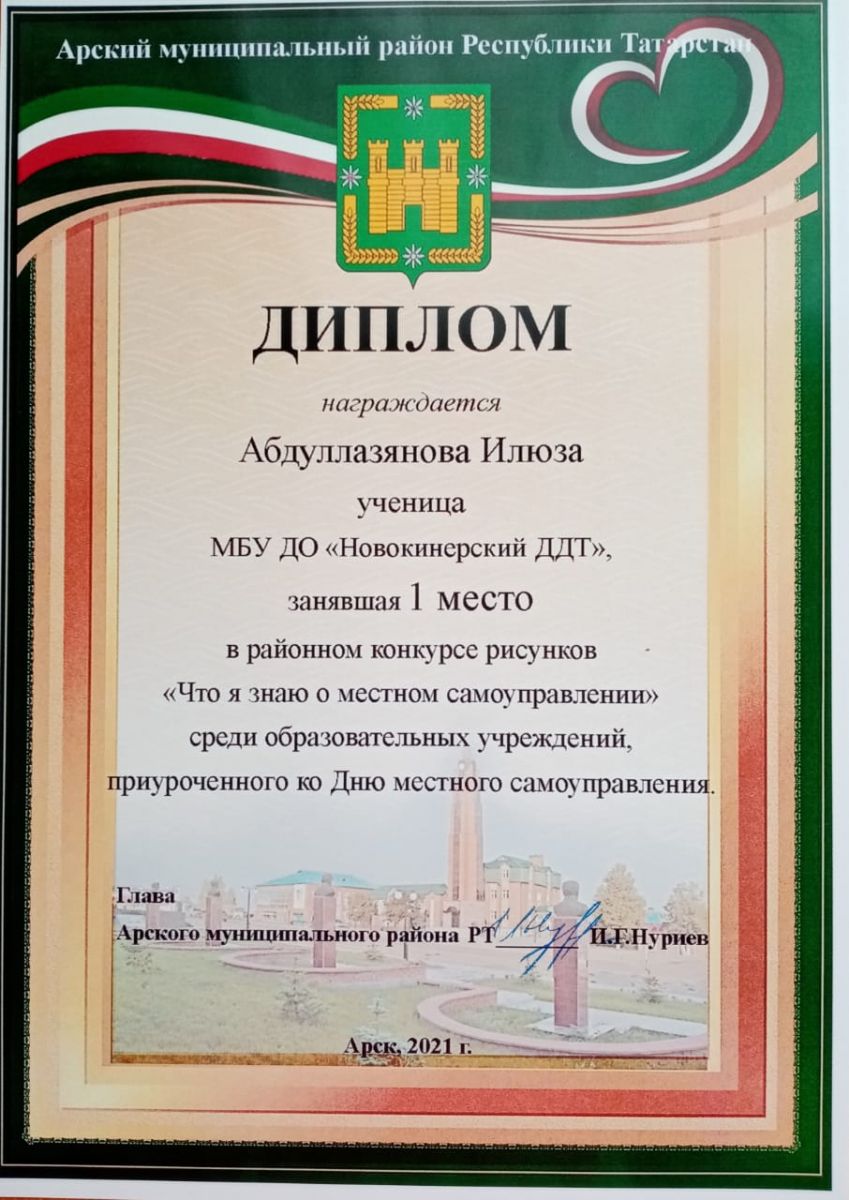 Арский муниципальный район Республики Татарстан
ДИПЛОМ
награждается
Абдуллазянова Илюза
ученица
МБУ ДО «Новокинерский ДДТ»,
занявшая 1 место
в районном конкурсе рисунков
«Что я знаю о местном самоуправлении»
среди образовательных учреждений,
приуроченного ко Дню местного самоуправления.
Глава
Арского муниципального района РТ И.Г.Нуриев
Арск, 2021 г.